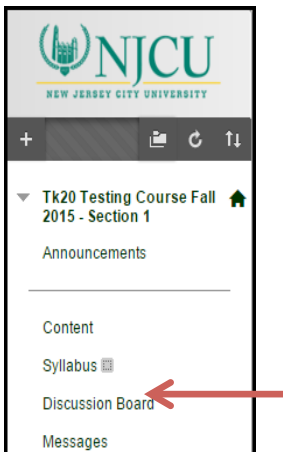 NJCU
NEW JERSEY CITY UNIVERSITY
Tk20 Testing Course Fall
2015 - Section 1
Announcements
Content
Syllabus
Discussion Board
Messages